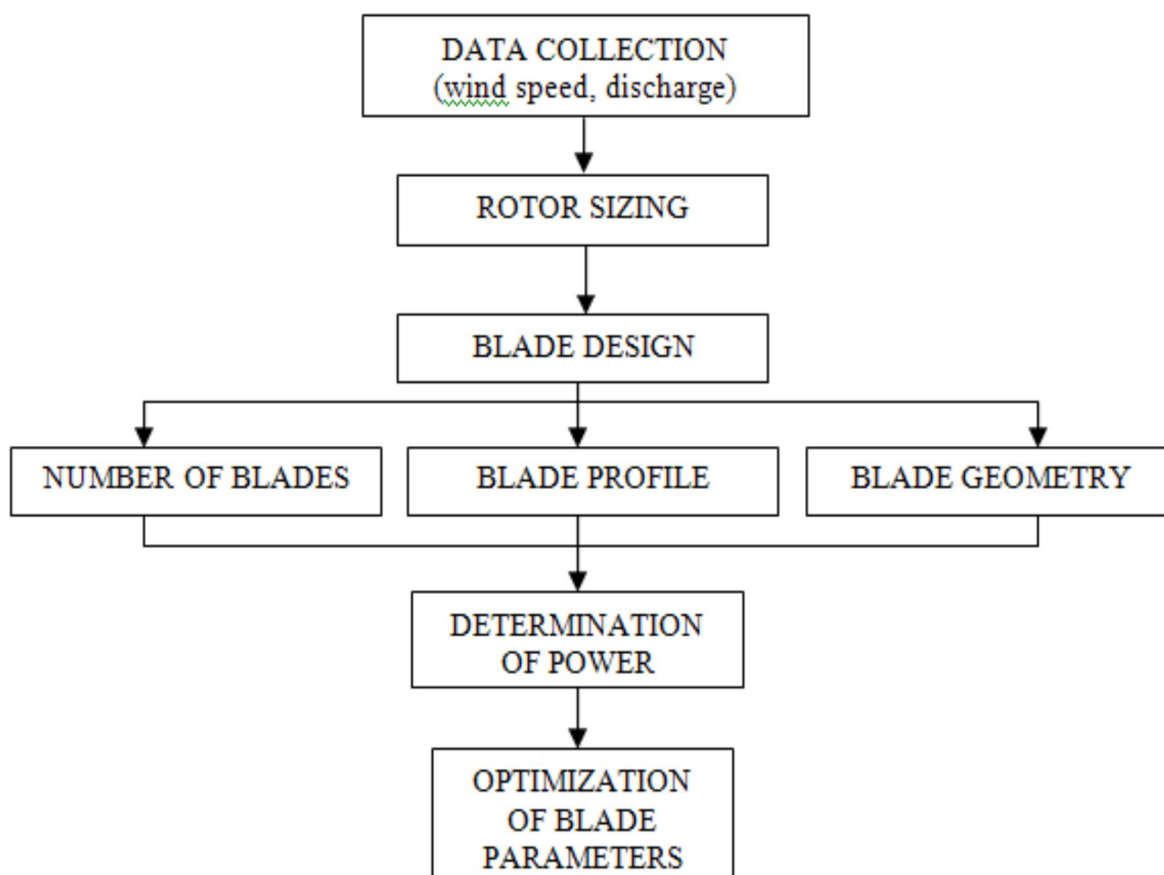 DATA COLLECTION
(wind speed, discharge)
ROTOR SIZING
BLADE DESIGN
NUMBER OF BLADES
BLADE PROFILE
BLADE GEOMETRY
DETERMINATION
OF POWER
OPTIMIZATION
OF BLADE
PARAMETERS